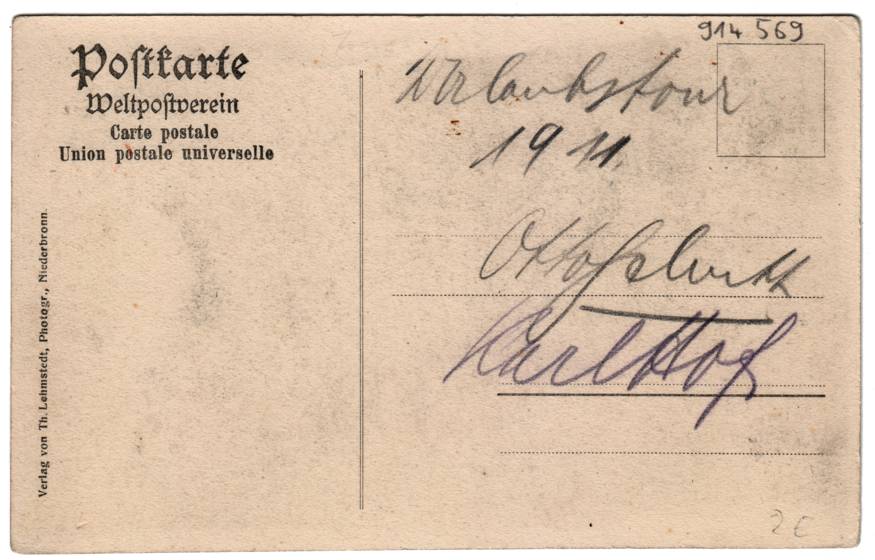 914 569
Postkarte
Weltpostverein
Carte postale
Union postale universelle
Urlaubstour
1911.
Otto
Karl Hof
Verlag von Th. Lehmstedt, Photogr., Niederbronn.
2€